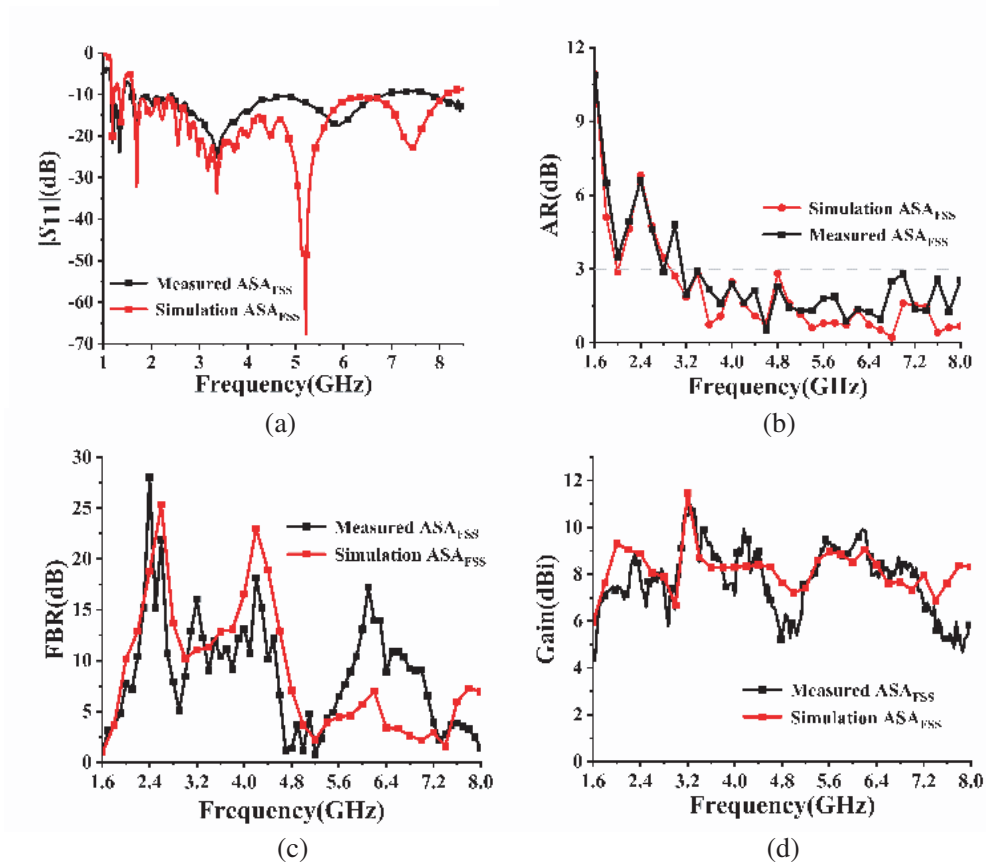 0
-10
-20
-30
-40
-50
-60
-70
|S11|(dB)
Measured ASAFSS
Simulation ASAFSS
1 2 3 4 5 6 7 8
Frequency(GHz)
(a)
12
9
6
3
0
AR(dB)
Simulation ASAFSS
Measured ASAFSS
1.6 2.4 3.2 4.0 4.8 5.6 6.4 7.2 8.0
Frequency(GHz)
(b)
30
25
20
15
10
5
0
FBR(dB)
Measured ASAFSS
Simulation ASAFSS
1.6 2.4 3.2 4.0 4.8 5.6 6.4 7.2 8.0
Frequency(GHz)
(c)
12
10
8
6
4
2
0
Gain(dBi)
Measured ASAFSS
Simulation ASAFSS
1.6 2.4 3.2 4.0 4.8 5.6 6.4 7.2 8.0
Frequency(GHz)
(d)